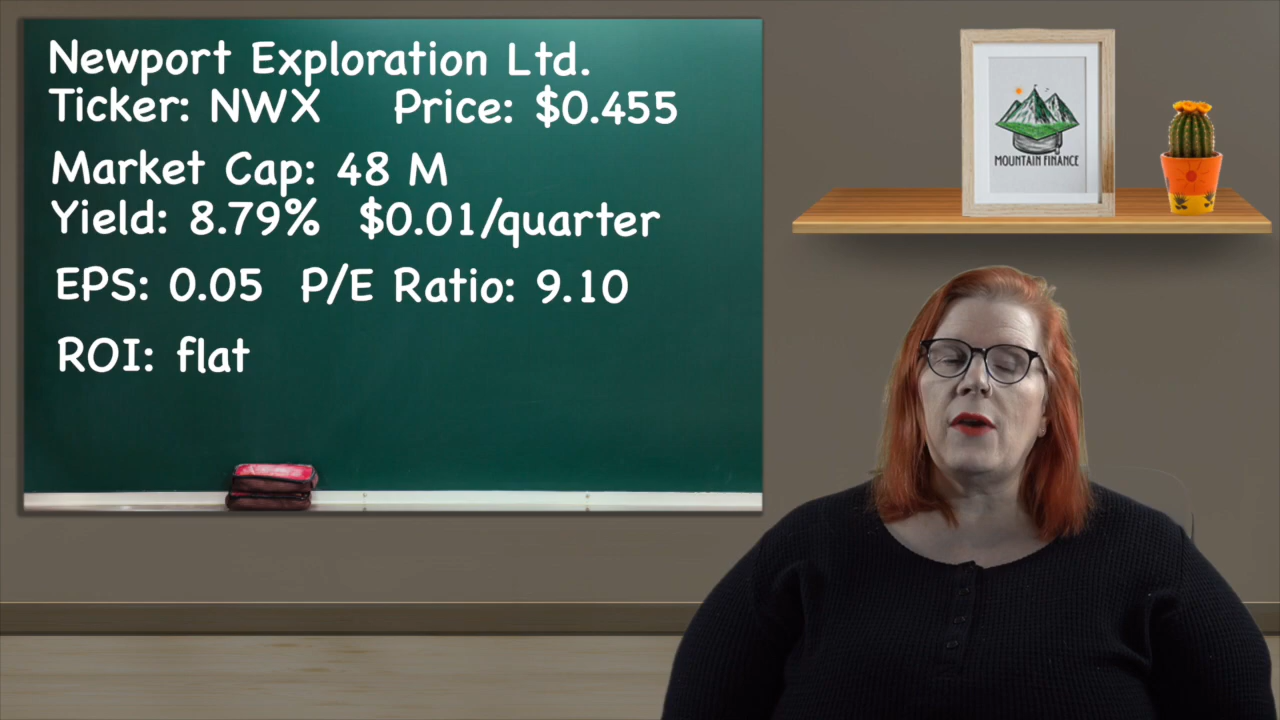 Newport Exploration Ltd.
Ticker: NWX Price: $0.455
Market Cap: 48 M
Yield: 8.79% $0.01/quarter
EPS: 0.05 P/E Ratio: 9.10
ROI: flat
MOUNTAIN FINANCE